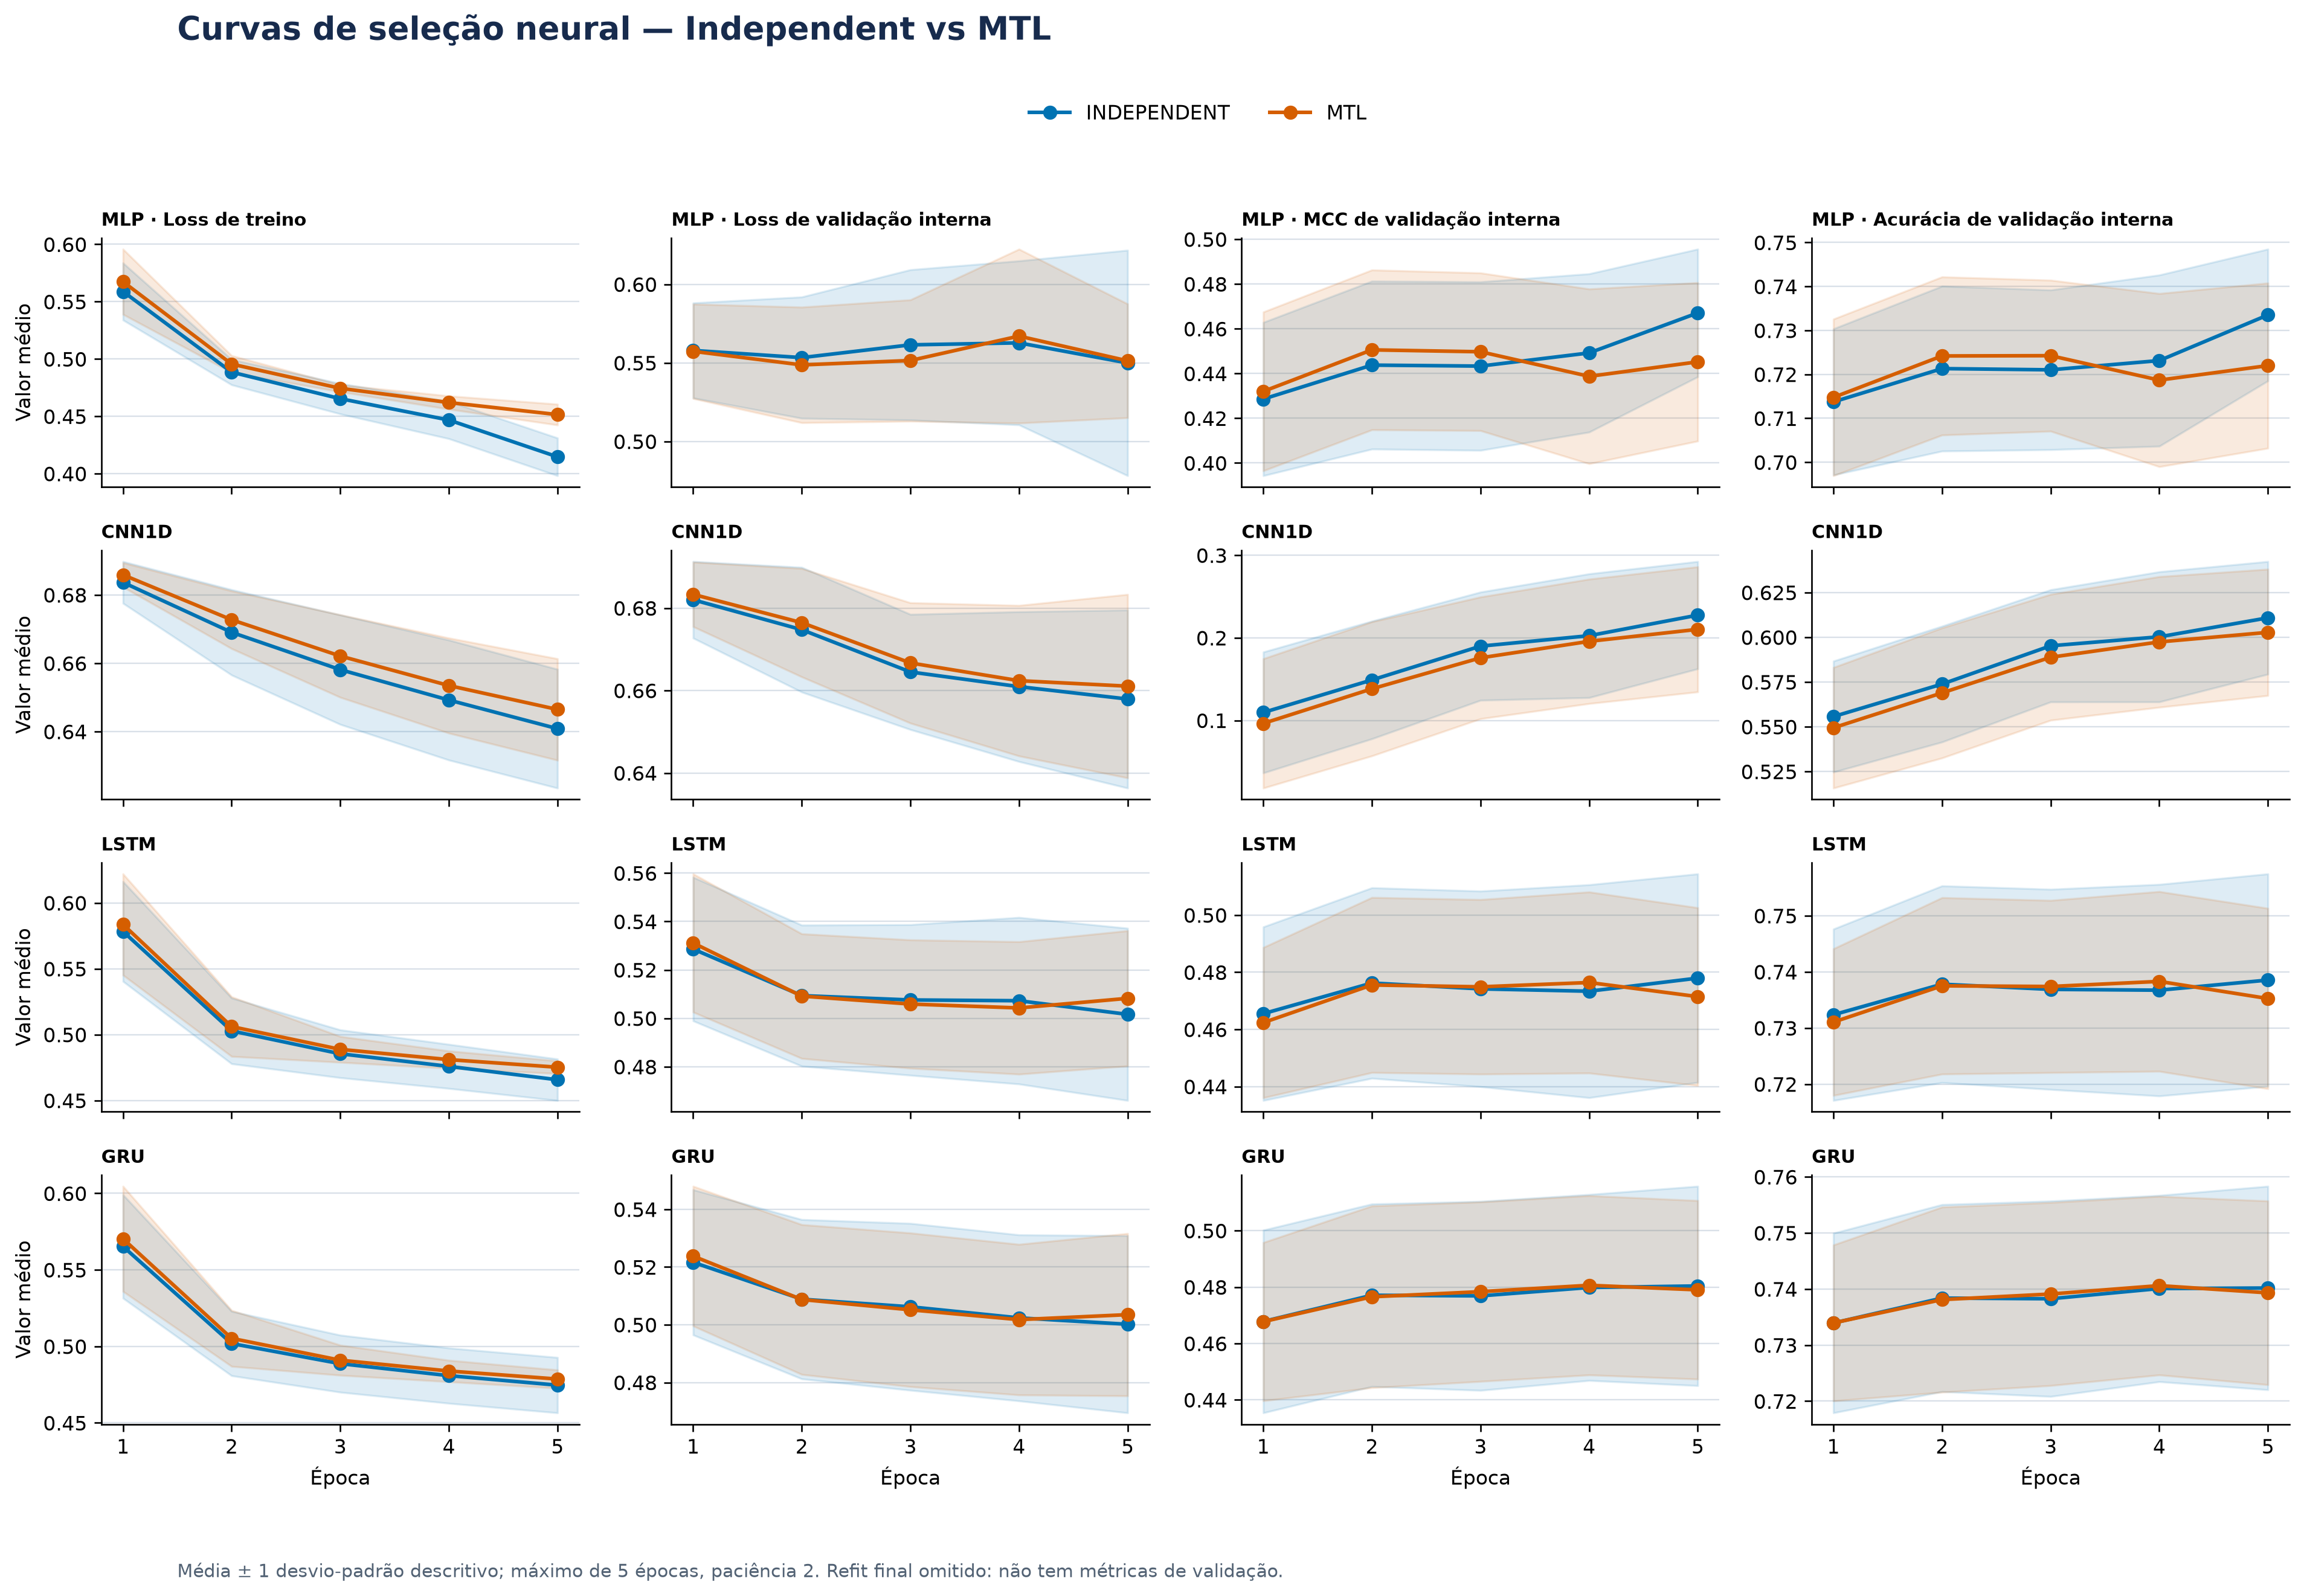 Curvas de seleção neural — Independent vs MTL
INDEPENDENT
MTL
MLP · Loss de treino
MLP · Loss de validação interna
MLP · MCC de validação interna
MLP · Acurácia de validação interna
Valor médio
0.60
0.55
0.50
0.45
0.40
0.60
0.55
0.50
0.50
0.48
0.46
0.44
0.42
0.40
0.75
0.74
0.73
0.72
0.71
0.70
CNN1D
CNN1D
CNN1D
CNN1D
Valor médio
0.68
0.66
0.64
0.68
0.66
0.64
0.3
0.2
0.1
0.625
0.600
0.575
0.550
0.525
LSTM
LSTM
LSTM
LSTM
Valor médio
0.60
0.55
0.50
0.45
0.56
0.54
0.52
0.50
0.48
0.50
0.48
0.46
0.44
0.75
0.74
0.73
0.72
GRU
GRU
GRU
GRU
Valor médio
0.60
0.55
0.50
0.45
0.54
0.52
0.50
0.48
0.50
0.48
0.46
0.44
0.76
0.75
0.74
0.73
0.72
1 2 3 4 5
1 2 3 4 5
1 2 3 4 5
1 2 3 4 5
Época
Época
Época
Época
Média ± 1 desvio-padrão descritivo; máximo de 5 épocas, paciência 2. Refit final omitido: não tem métricas de validação.